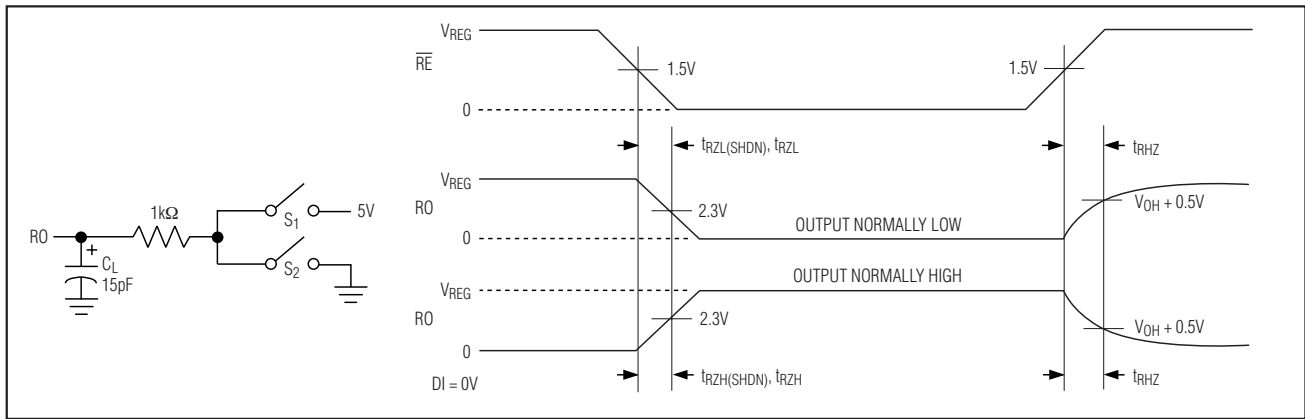 RO
+
C_L
15pF
1kΩ
S1
5V
S2
V_REG
R̅E̅
0
1.5V
1.5V
t_RZL(SHDN), t_RZL
t_RHZ
V_REG
RO
0
2.3V
OUTPUT NORMALLY LOW
V_OH + 0.5V
V_REG
RO
0
OUTPUT NORMALLY HIGH
2.3V
V_OH + 0.5V
DI = 0V
t_RZH(SHDN), t_RZH
t_RHZ